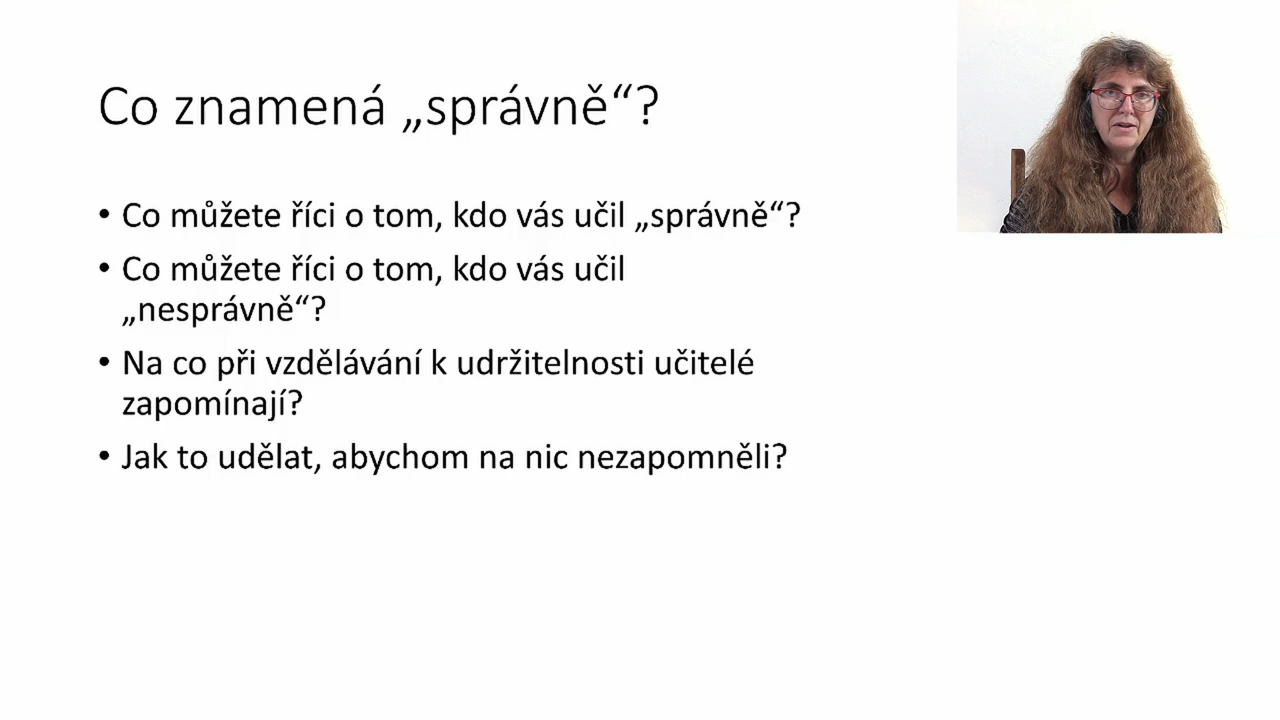 Co znamená „správně“?
• Co můžete říci o tom, kdo vás učil „správně“?
• Co můžete říci o tom, kdo vás učil
„nesprávně“?
• Na co při vzdělávání k udržitelnosti učitelé
zapomínají?
• Jak to udělat, abychom na nic nezapomněli?